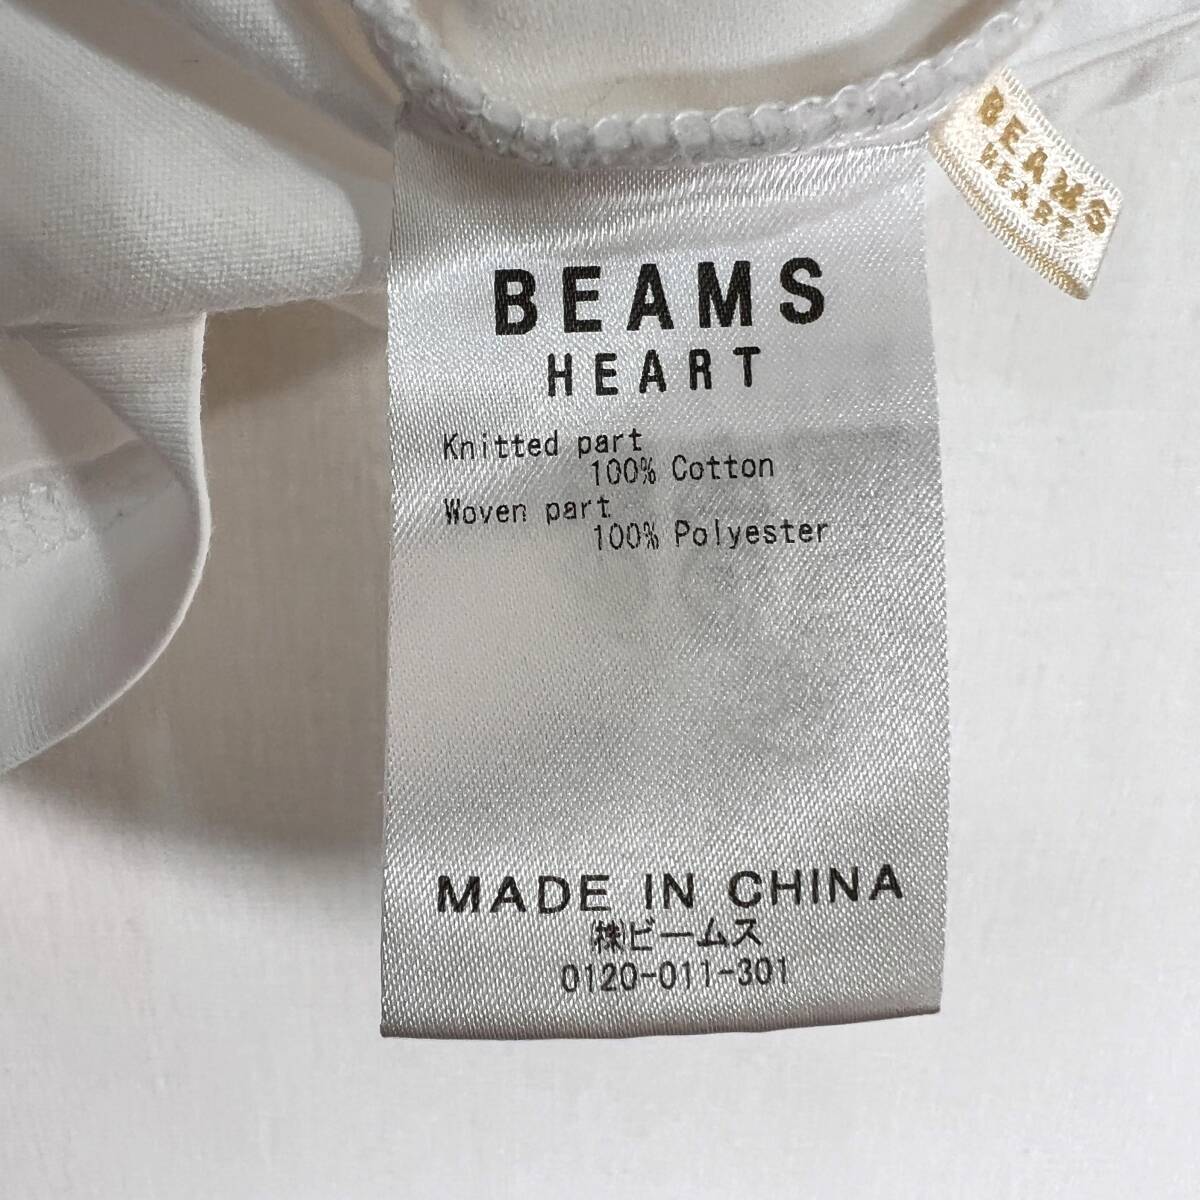 BEAMS
HEART
BEAMS
HEART
Knitted part
100% Cotton
Woven part
100% Polyester
MADE IN CHINA
㈱ビームス
0120-011-301